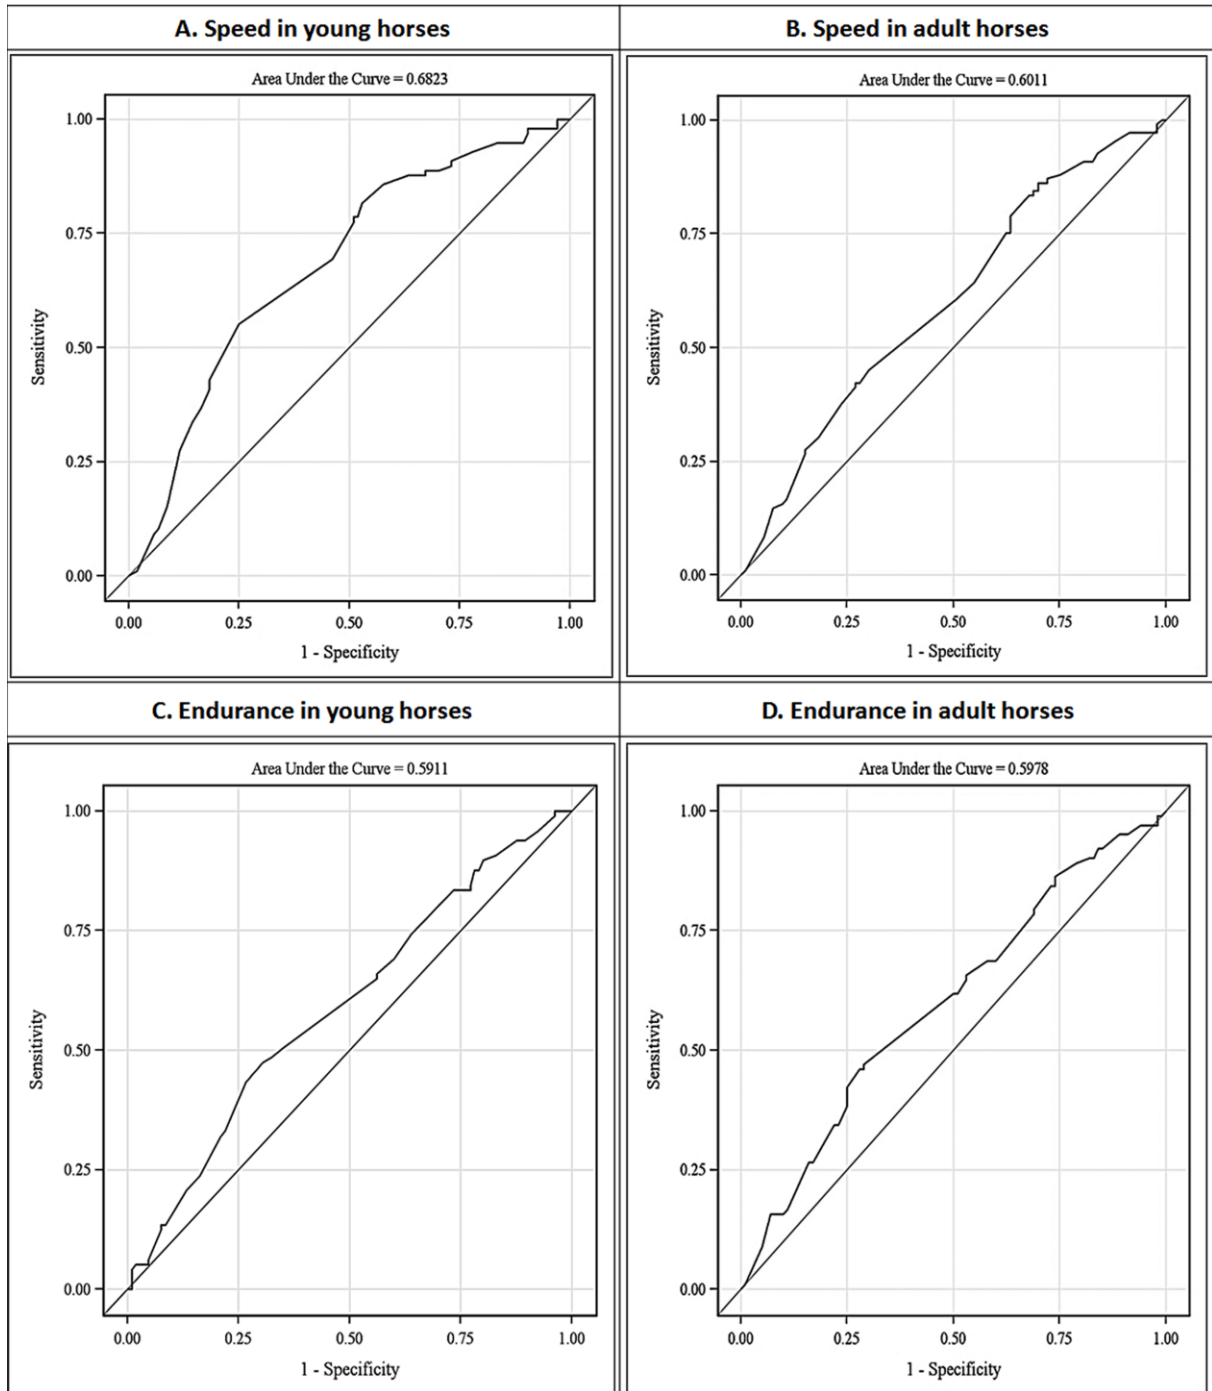 A. Speed in young horses
Area Under the Curve = 0.6823
1.00
0.75
0.50
0.25
0.00
Sensitivity
0.00 0.25 0.50 0.75 1.00
1 - Specificity
B. Speed in adult horses
Area Under the Curve = 0.6011
1.00
0.75
0.50
0.25
0.00
Sensitivity
0.00 0.25 0.50 0.75 1.00
1 - Specificity
C. Endurance in young horses
Area Under the Curve = 0.5911
1.00
0.75
0.50
0.25
0.00
Sensitivity
0.00 0.25 0.50 0.75 1.00
1 - Specificity
D. Endurance in adult horses
Area Under the Curve = 0.5978
1.00
0.75
0.50
0.25
0.00
Sensitivity
0.00 0.25 0.50 0.75 1.00
1 - Specificity